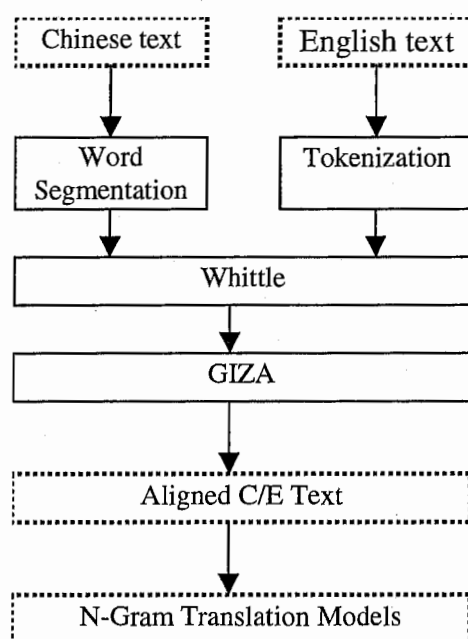 Chinese text
English text
Word
Segmentation
Tokenization
Whittle
GIZA
Aligned C/E Text
N-Gram Translation Models